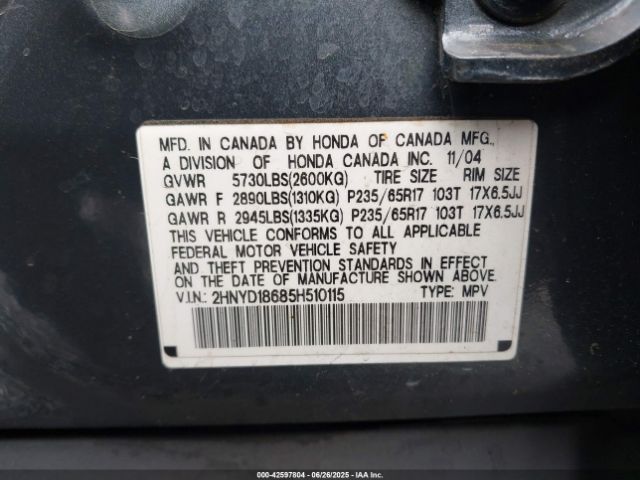 MFD. IN CANADA BY HONDA OF CANADA MFG.,
A DIVISION OF HONDA CANADA INC. 11/04
GVWR 5730LBS(2600KG) TIRE SIZE RIM SIZE
GAWR F 2890LBS(1310KG) P235/65R17 103T 17X6.5JJ
GAWR R 2945LBS(1335KG) P235/65R17 103T 17X6.5JJ
THIS VEHICLE CONFORMS TO ALL APPLICABLE
FEDERAL MOTOR VEHICLE SAFETY
AND THEFT PREVENTION STANDARDS IN EFFECT
ON THE DATE OF MANUFACTURE SHOWN ABOVE.
V.I.N.: 2HNYD18685H510115 TYPE: MPV
000-42597804 - 06/26/2025 - IAAI